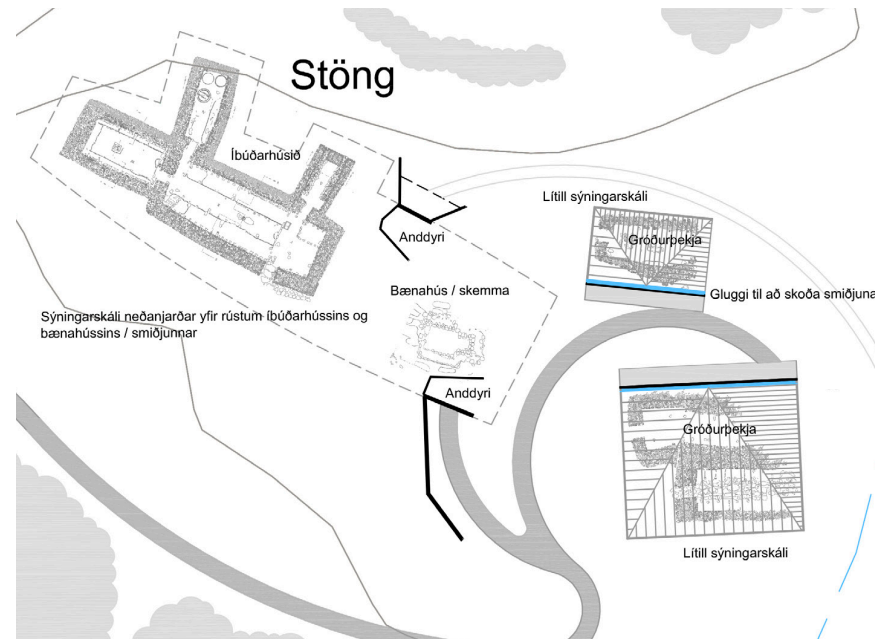 Stöng
Íbúðarhúsið
Lítill sýningarskáli
Gróðurþekja
Anddyri
Bænahús / skemma
Gluggi til að skoða smiðjuna
Sýningarskáli neðanjarðar yfir rústum íbúðarhússins og
bænahússins / smiðjunnar
Anddyri
Gróðurþekja
Lítill sýningarskáli